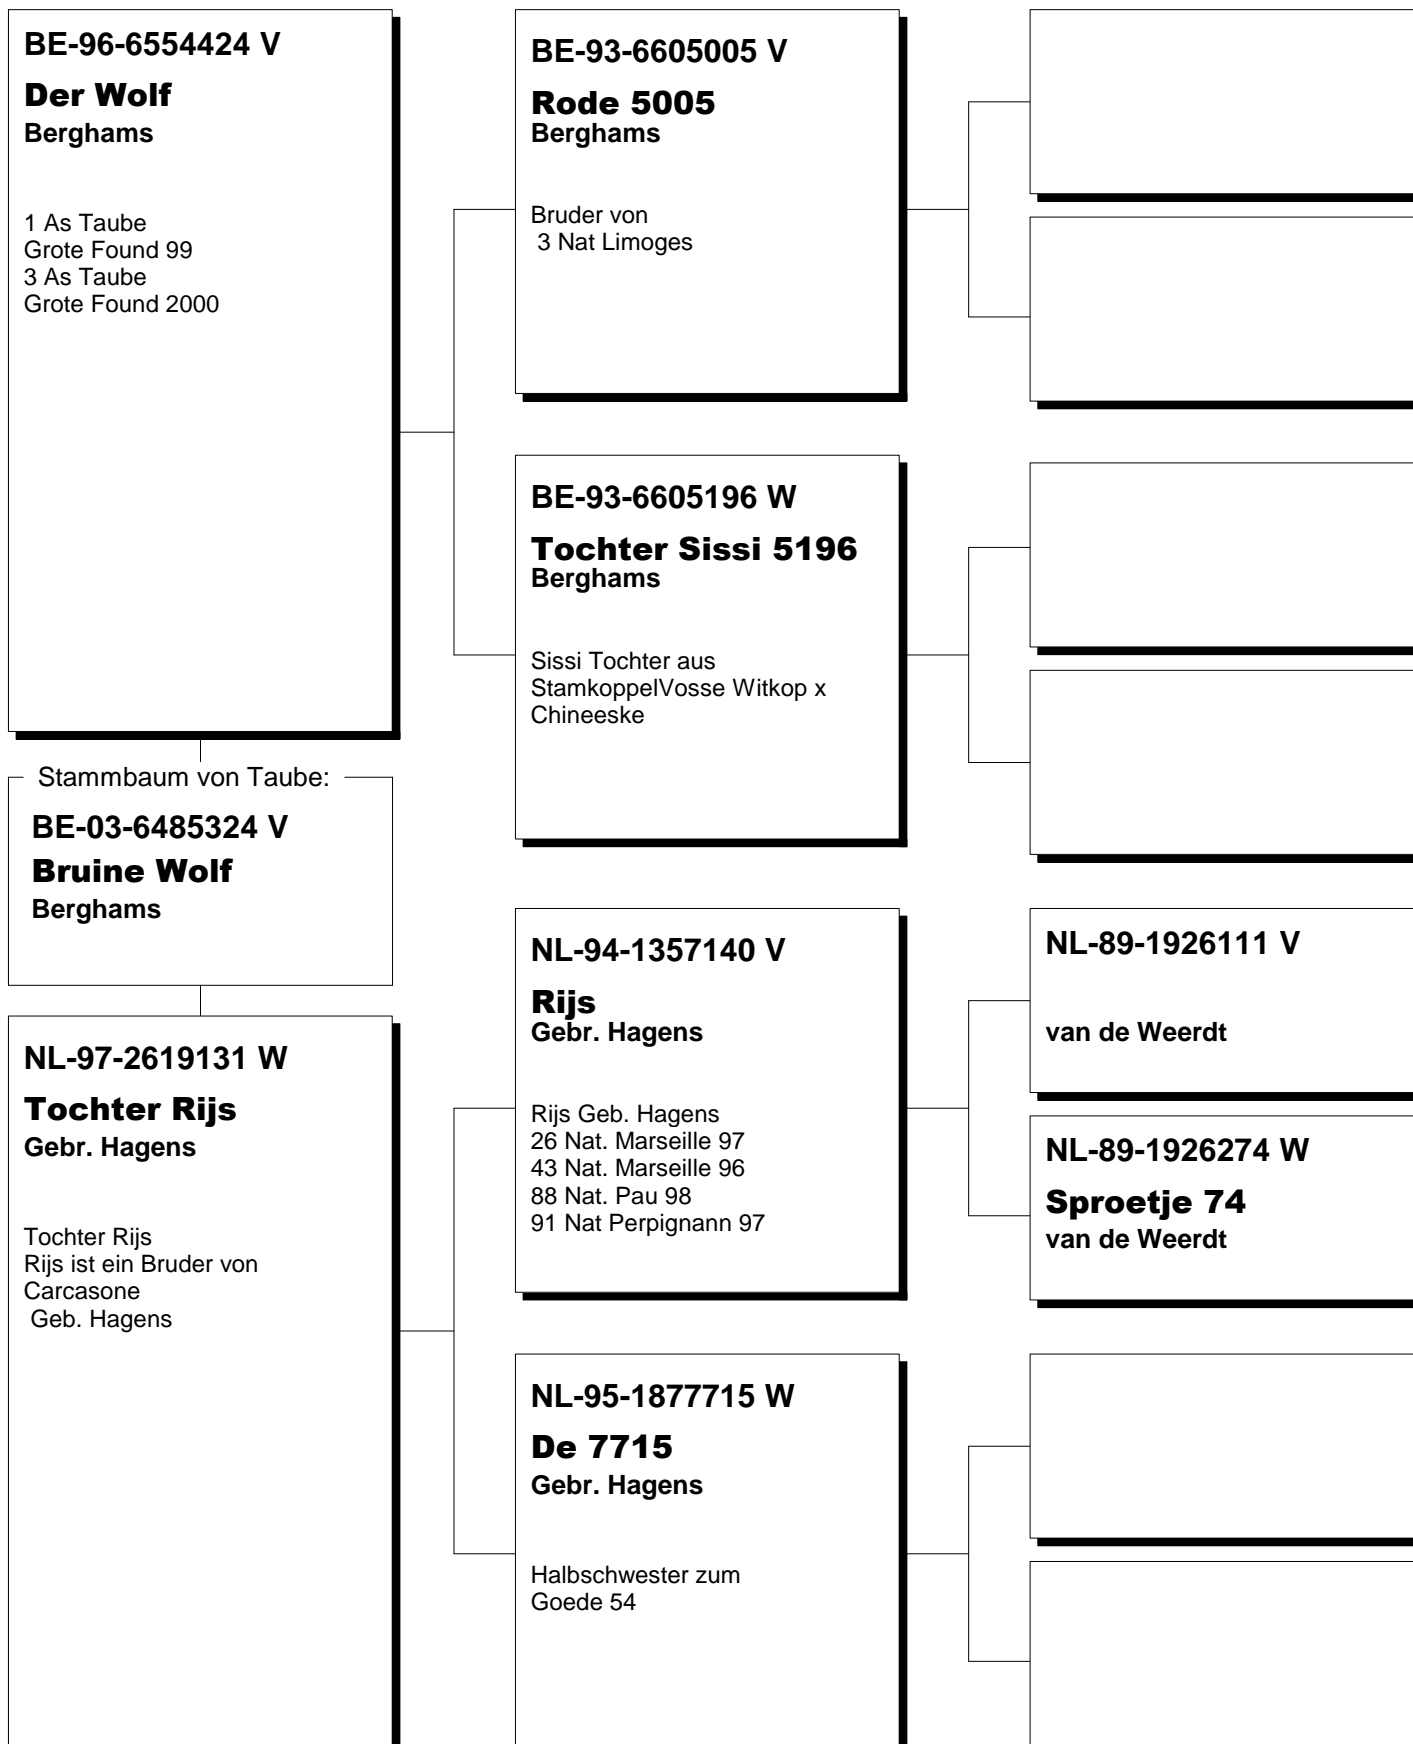 BE-96-6554424 V
Der Wolf
Berghams
1 As Taube
Grote Found 99
3 As Taube
Grote Found 2000
Stammbaum von Taube:
BE-03-6485324 V
Bruine Wolf
Berghams
NL-97-2619131 W
Tochter Rijs
Gebr. Hagens
Tochter Rijs
Rijs ist ein Bruder von
Carcasone
Geb. Hagens
BE-93-6605005 V
Rode 5005
Berghams
Bruder von
3 Nat Limoges
BE-93-6605196 W
Tochter Sissi 5196
Berghams
Sissi Tochter aus
StamkoppelVosse Witkop x
Chineeske
NL-94-1357140 V
Rijs
Gebr. Hagens
Rijs Geb. Hagens
26 Nat. Marseille 97
43 Nat. Marseille 96
88 Nat. Pau 98
91 Nat Perpignann 97
NL-95-1877715 W
De 7715
Gebr. Hagens
Halbschwester zum
Goede 54
NL-89-1926111 V
van de Weerdt
NL-89-1926274 W
Sproetje 74
van de Weerdt